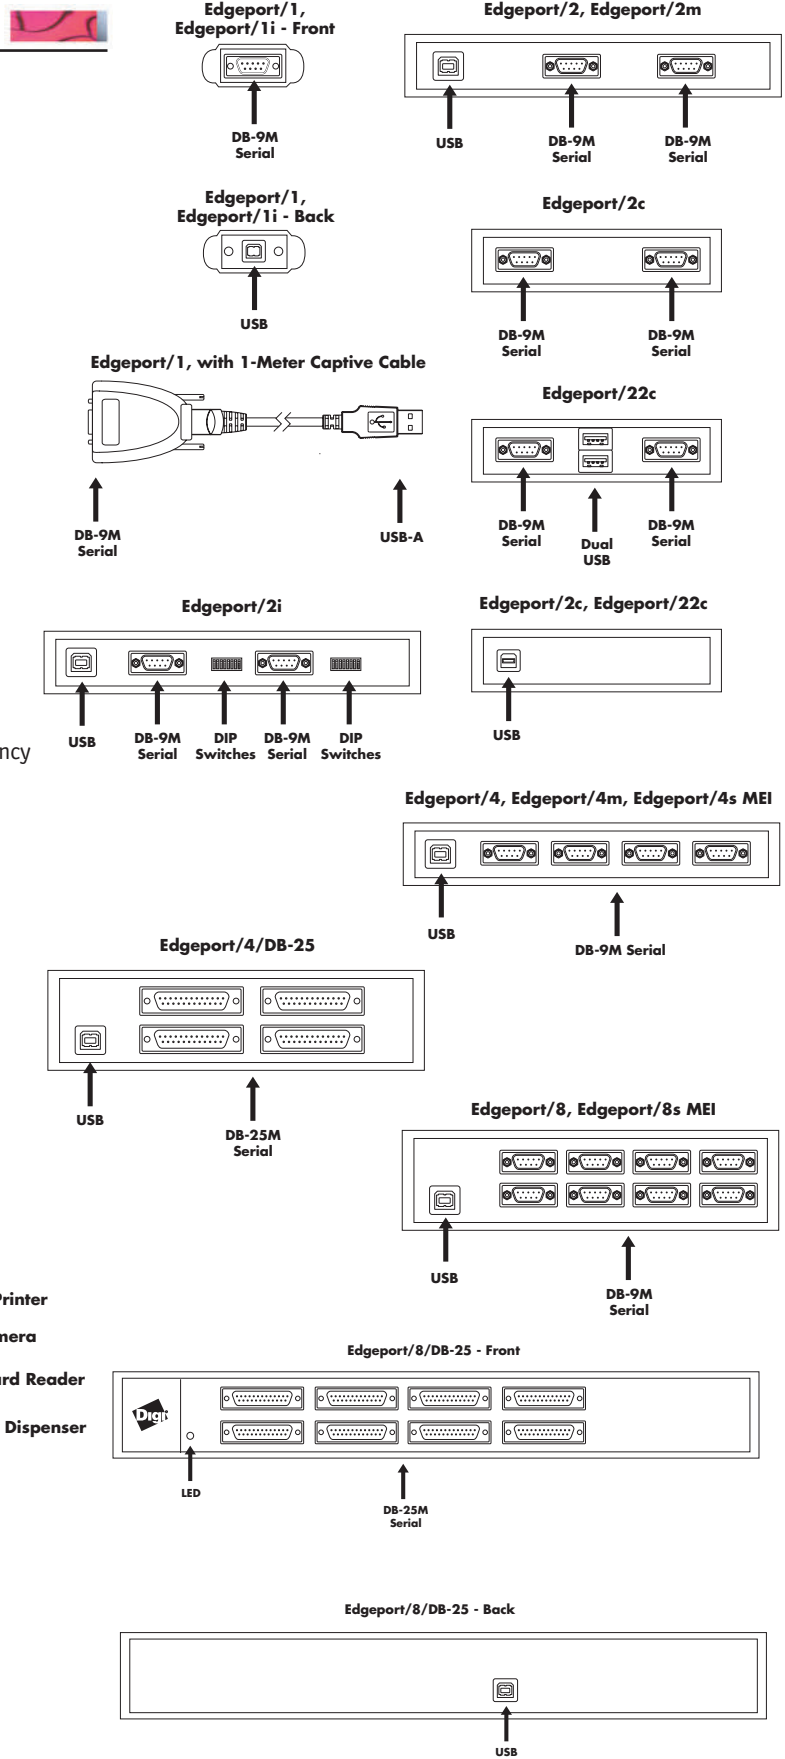 Edgeport/1,
Edgeport/1i - Front
DB-9M
Serial
Edgeport/2, Edgeport/2m
USB
DB-9M
Serial
DB-9M
Serial
Edgeport/1,
Edgeport/1i - Back
USB
Edgeport/2c
DB-9M
Serial
DB-9M
Serial
Edgeport/1, with 1-Meter Captive Cable
DB-9M
Serial
USB-A
Edgeport/22c
DB-9M
Serial
Dual
USB
DB-9M
Serial
Edgeport/2i
USB
DB-9M
Serial
DIP
Switches
DB-9M
Serial
DIP
Switches
Edgeport/2c, Edgeport/22c
USB
ncy
Edgeport/4, Edgeport/4m, Edgeport/4s MEI
USB
DB-9M Serial
Edgeport/4/DB-25
USB
DB-25M
Serial
Edgeport/8, Edgeport/8s MEI
USB
DB-9M
Serial
Printer
mera
ard Reader
Dispenser
Edgeport/8/DB-25 - Front
Digi
LED
DB-25M
Serial
Edgeport/8/DB-25 - Back
USB